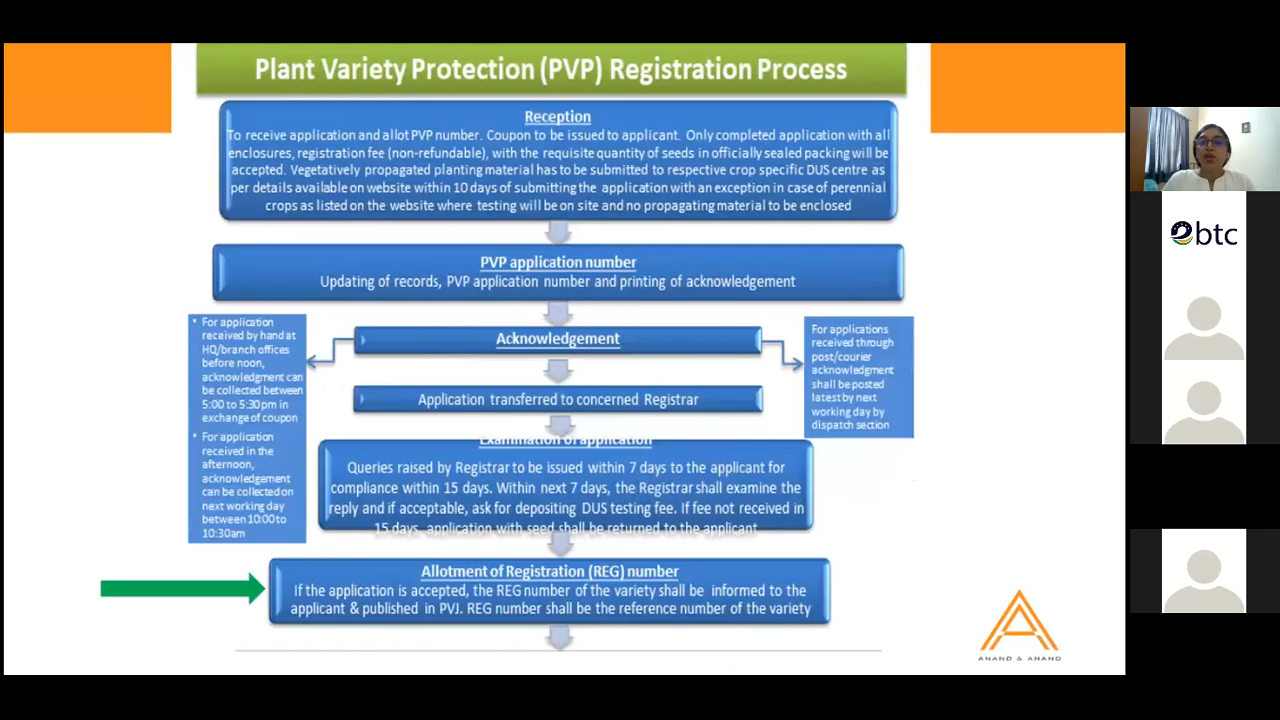 Plant Variety Protection (PVP) Registration Process
Reception
To receive application and allot PVP number. Coupon to be issued to applicant. Only completed application with all
enclosures, registration fee (non-refundable), with the requisite quantity of seeds in officially sealed packing will be
accepted. Vegetatively propagated planting material has to be submitted to respective crop specific DUS centre as
per details available on website within 10 days of submitting the application with an exception in case of perennial
crops as listed on the website where testing will be on site and no propagating material to be enclosed
PVP application number
Updating of records, PVP application number and printing of acknowledgement
• For application
received by hand at
HQ/branch offices
before noon,
acknowledgment can
be collected between
5:00 to 5:30pm in
exchange of coupon
• For application
received in the
afternoon,
acknowledgement
can be collected on
next working day
between 10:00 to
10:30am
Acknowledgement
For applications
received through
post/courier
acknowledgment
shall be posted
latest by next
working day by
dispatch section
Application transferred to concerned Registrar
Examination of application
Queries raised by Registrar to be issued within 7 days to the applicant for
compliance within 15 days. Within next 7 days, the Registrar shall examine the
reply and if acceptable, ask for depositing DUS testing fee. If fee not received in
15 days, application with seed shall be returned to the applicant
Allotment of Registration (REG) number
If the application is accepted, the REG number of the variety shall be informed to the
applicant & published in PVJ. REG number shall be the reference number of the variety
ANAND & ANAND
btc